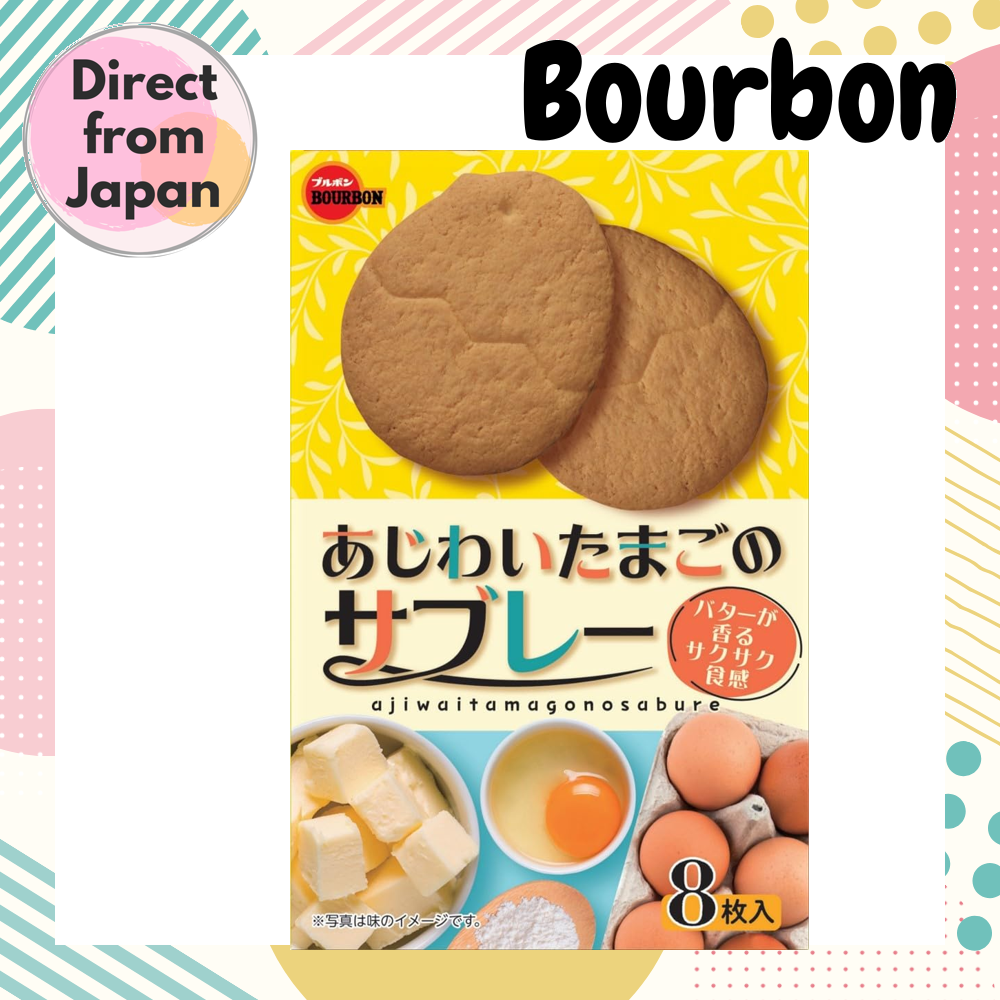 Direct
from
Japan
Bourbon
ブルボン
BOURBON
あじわいたまごの
サブレー
バターが
香る
サクサク
食感
ajiwaitamagonosabure
8枚入
※写真は味のイメージです。